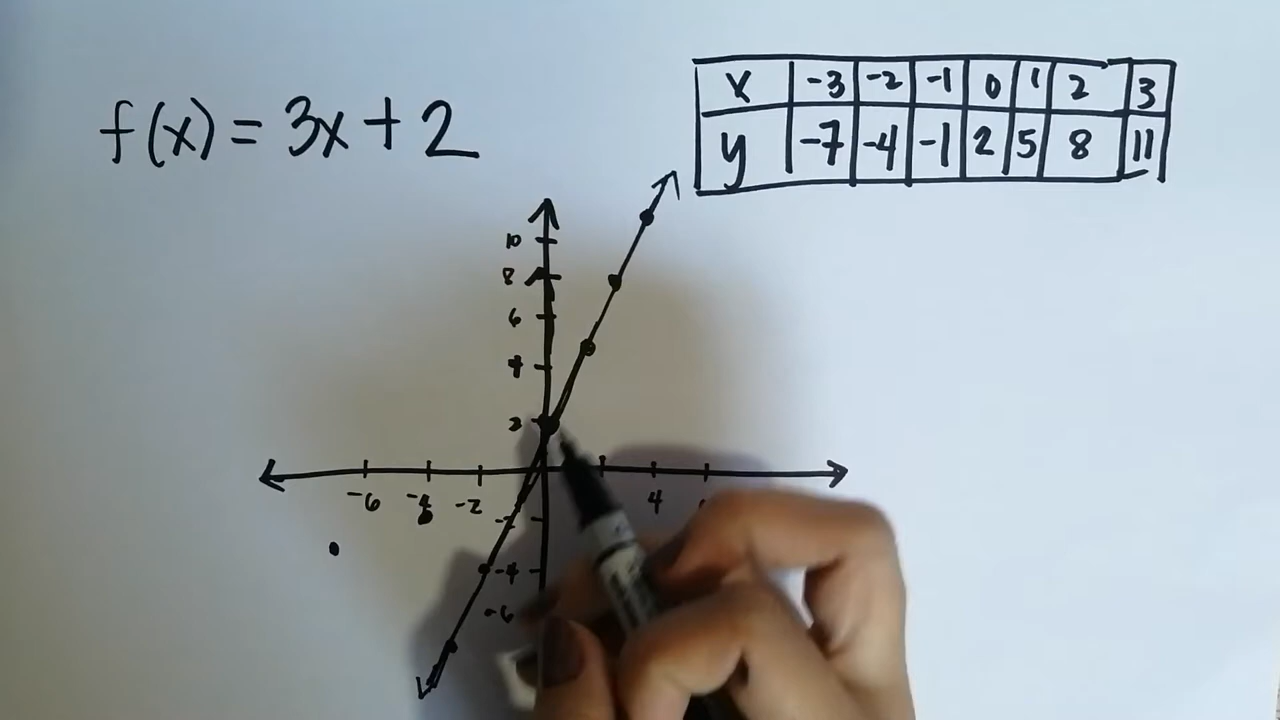 f(x) = 3x + 2
x -3 -2 -1 0 1 2 3
y -7 -4 -1 2 5 8 11
10
8
6
4
2
-6 -4 -2 4
-4
-6